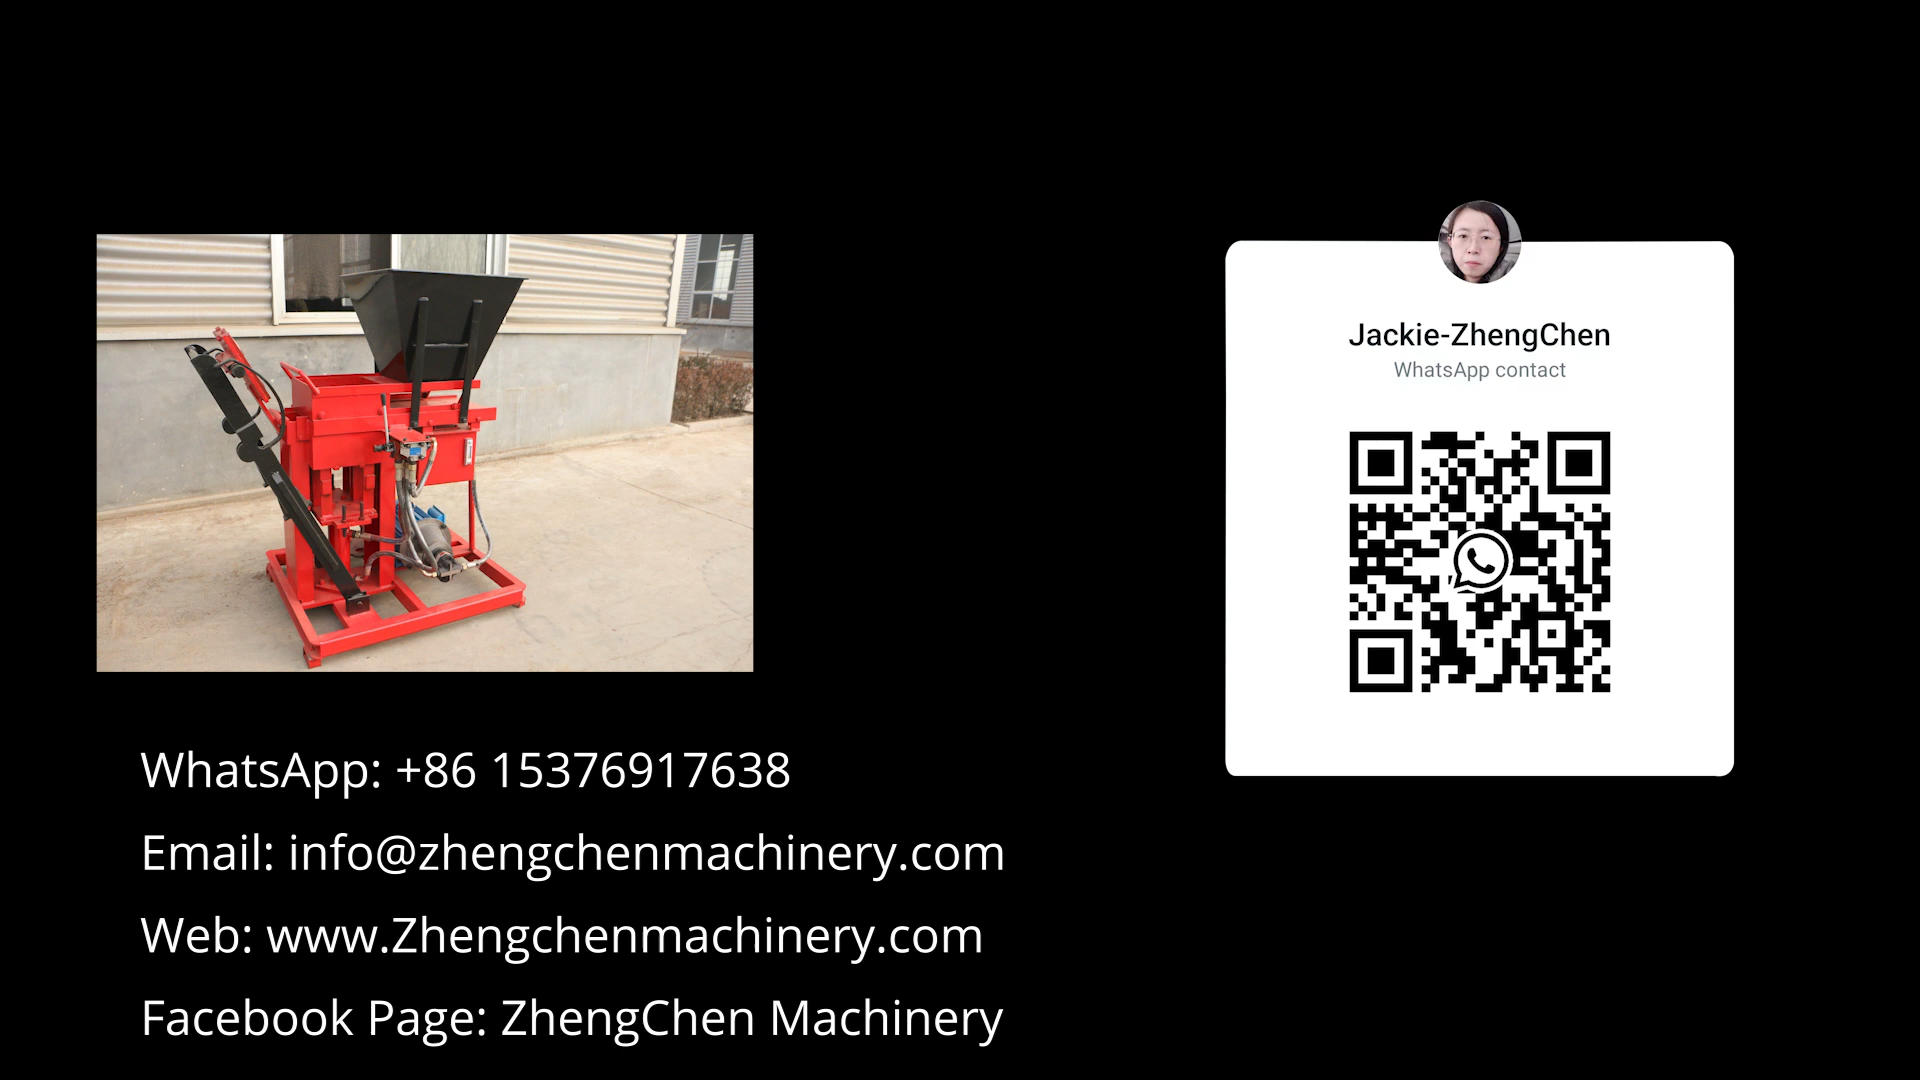 Jackie-ZhengChen
WhatsApp contact
WhatsApp: +86 15376917638
Email: info@zhengchenmachinery.com
Web: www.Zhengchenmachinery.com
Facebook Page: ZhengChen Machinery